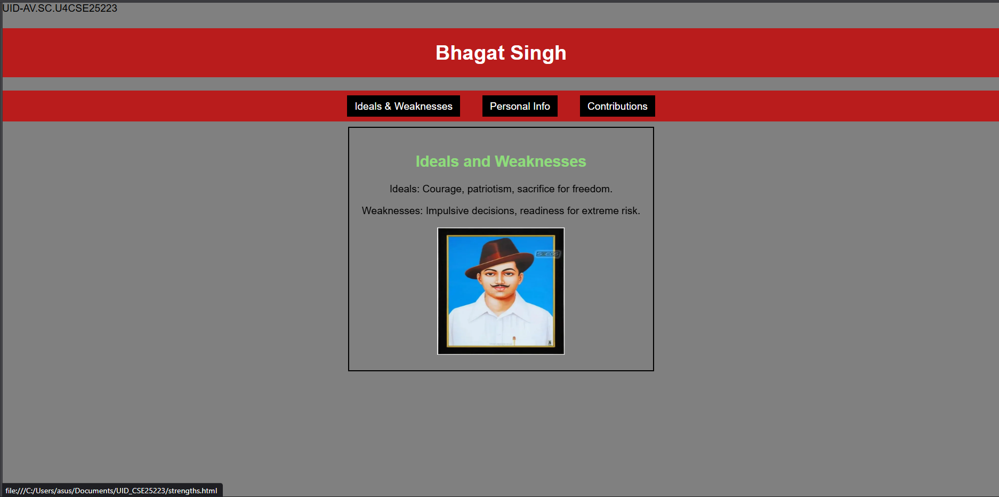 UID-AV.SC.U4CSE25223
Bhagat Singh
Ideals & Weaknesses
Personal Info
Contributions
Ideals and Weaknesses
Ideals: Courage, patriotism, sacrifice for freedom.
Weaknesses: Impulsive decisions, readiness for extreme risk.
file:///C:/Users/asus/Documents/UID_CSE25223/strengths.html